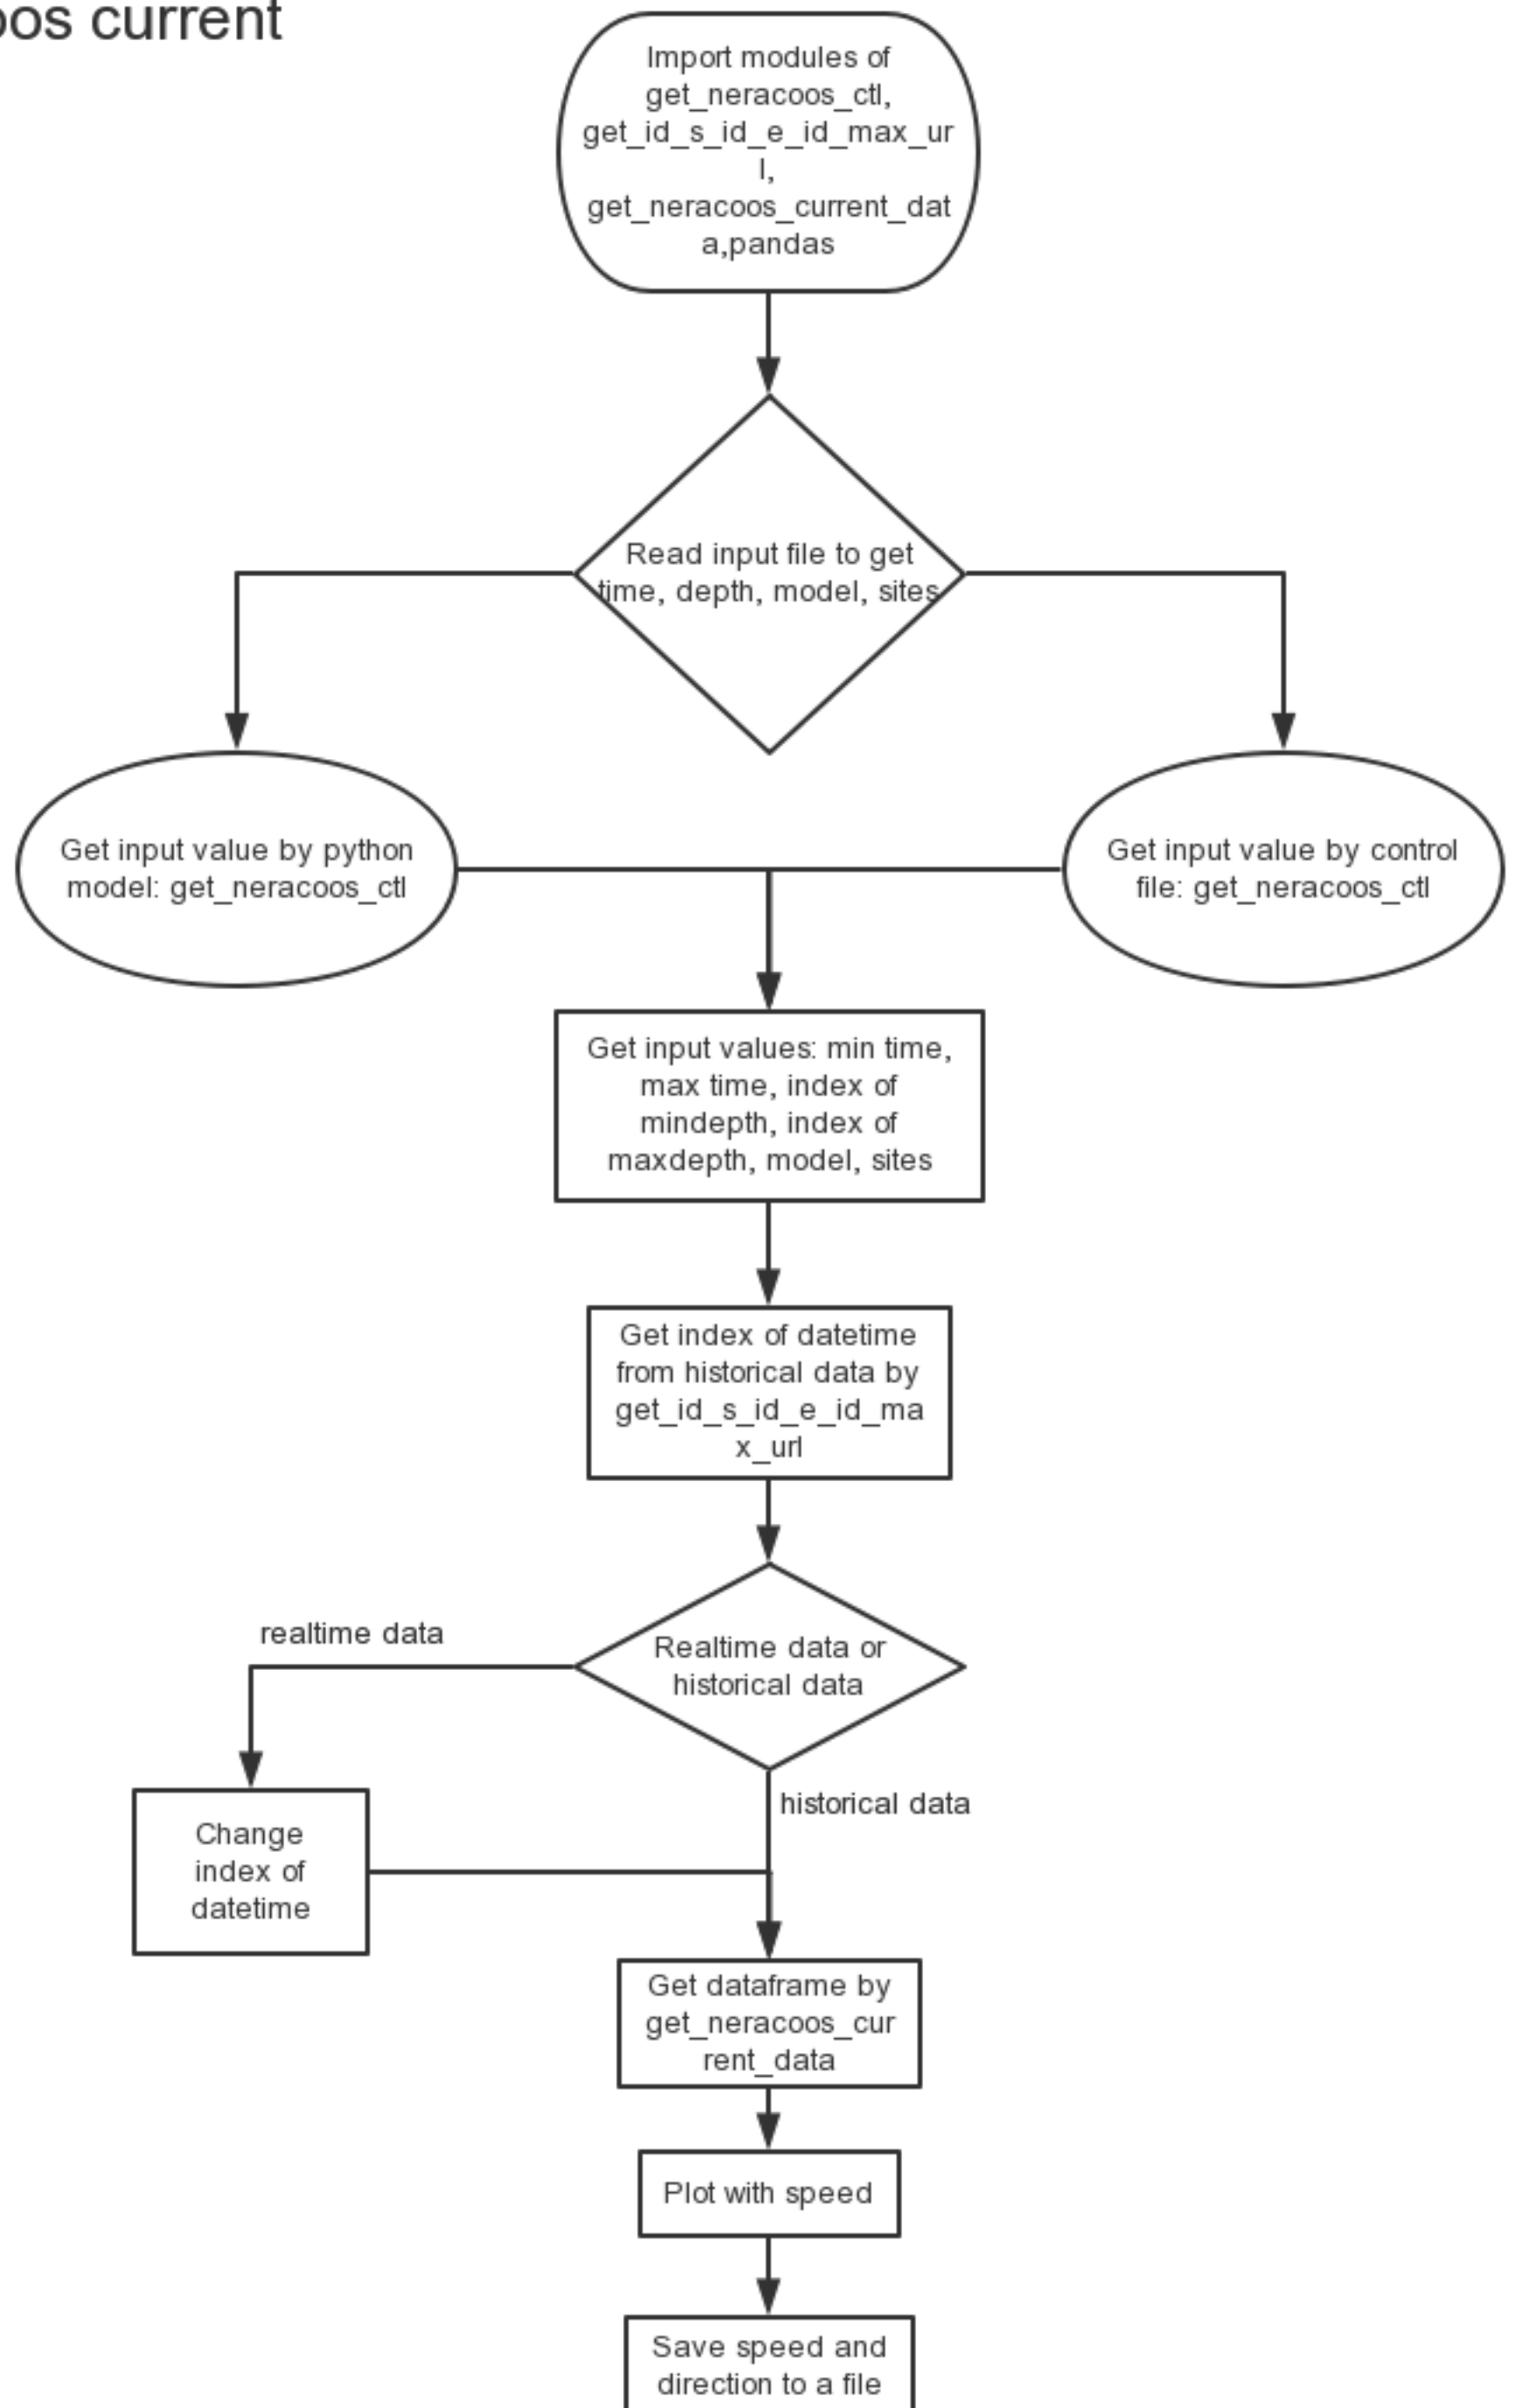 oos current
Import modules of
get_neracoos_ctl,
get_id_s_id_e_id_max_ur
l,
get_neracoos_current_dat
a,pandas
Read input file to get
time, depth, model, sites
Get input value by python
model: get_neracoos_ctl
Get input value by control
file: get_neracoos_ctl
Get input values: min time,
max time, index of
mindepth, index of
maxdepth, model, sites
Get index of datetime
from historical data by
get_id_s_id_e_id_ma
x_url
realtime data
Realtime data or
historical data
historical data
Change
index of
datetime
Get dataframe by
get_neracoos_cur
rent_data
Plot with speed
Save speed and
direction to a file